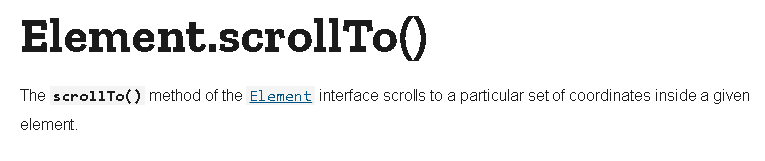 Element.scrollTo()
The scrollTo() method of the Element interface scrolls to a particular set of coordinates inside a given
element.